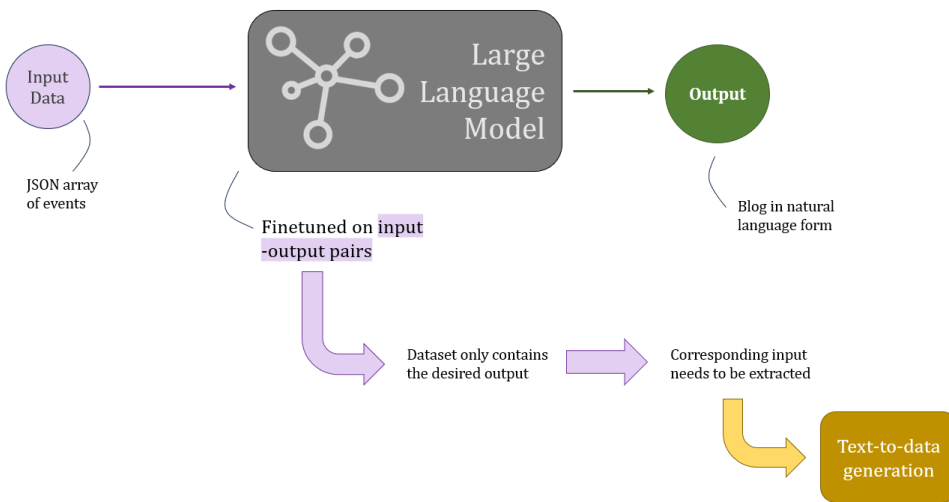 Input
Data
Large
Language
Model
Output
JSON array
of events
Finetuned on input
-output pairs
Blog in natural
language form
Dataset only contains
the desired output
Corresponding input
needs to be extracted
Text-to-data
generation